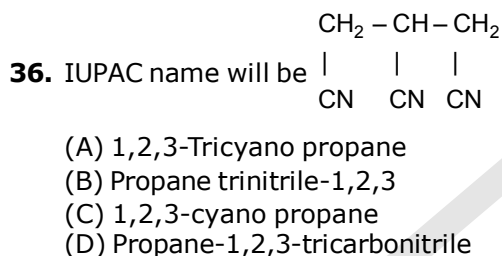 CH₂ – CH – CH₂
36. IUPAC name will be | | |
CN CN CN
(A) 1,2,3-Tricyano propane
(B) Propane trinitrile-1,2,3
(C) 1,2,3-cyano propane
(D) Propane-1,2,3-tricarbonitrile